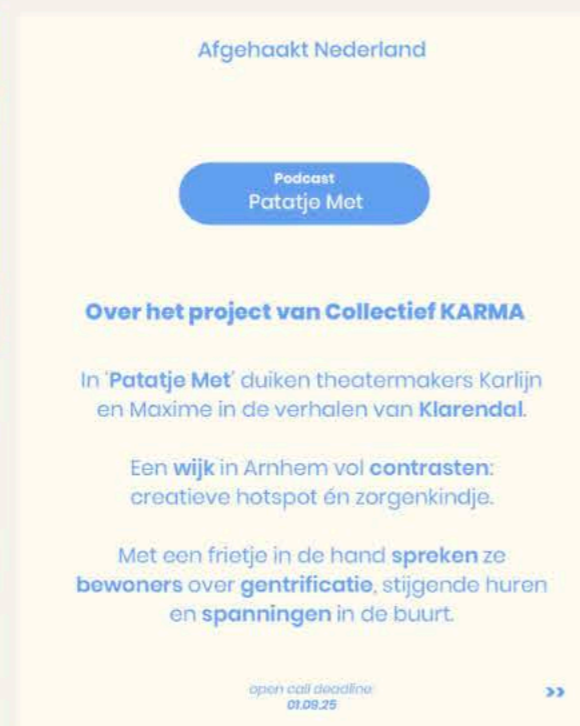 Afgehaakt Nederland
Podcast
Patatje Met
Over het project van Collectief KARMA
In 'Patatje Met' duiken theatermakers Karlijn
en Maxime in de verhalen van Klarendal.
Een wijk in Arnhem vol contrasten:
creatieve hotspot én zorgenkindje.
Met een frietje in de hand spreken ze
bewoners over gentrificatie, stijgende huren
en spanningen in de buurt.
open call deadline:
01.09.25
>>